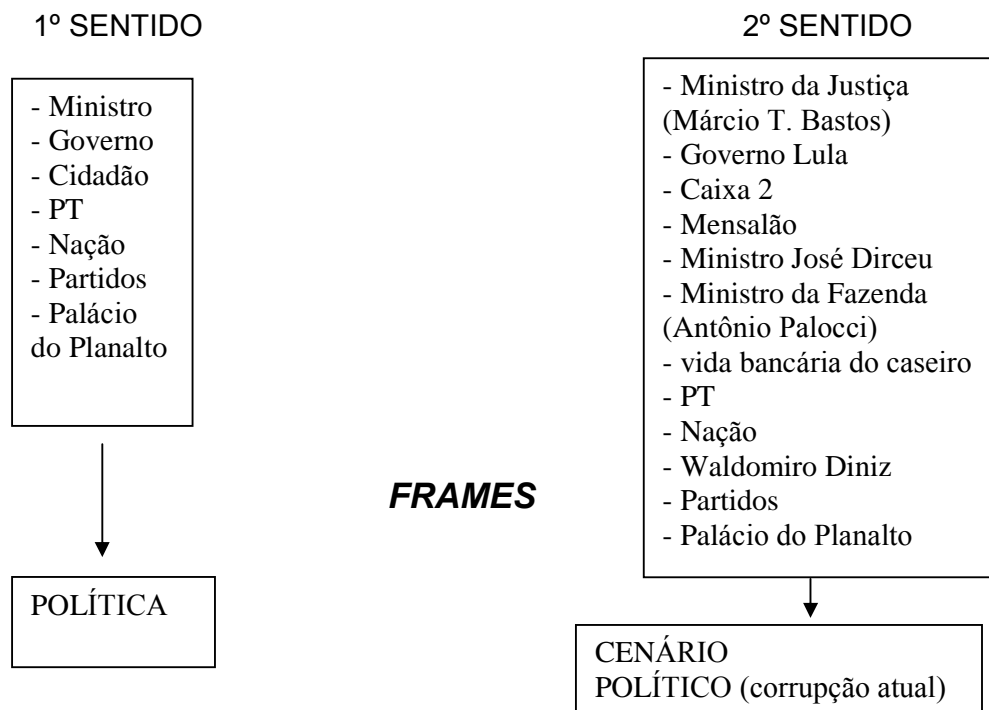 1º SENTIDO
- Ministro
- Governo
- Cidadão
- PT
- Nação
- Partidos
- Palácio
do Planalto
POLÍTICA
FRAMES
2º SENTIDO
- Ministro da Justiça
(Márcio T. Bastos)
- Governo Lula
- Caixa 2
- Mensalão
- Ministro José Dirceu
- Ministro da Fazenda
(Antônio Palocci)
- vida bancária do caseiro
- PT
- Nação
- Waldomiro Diniz
- Partidos
- Palácio do Planalto
CENÁRIO
POLÍTICO (corrupção atual)